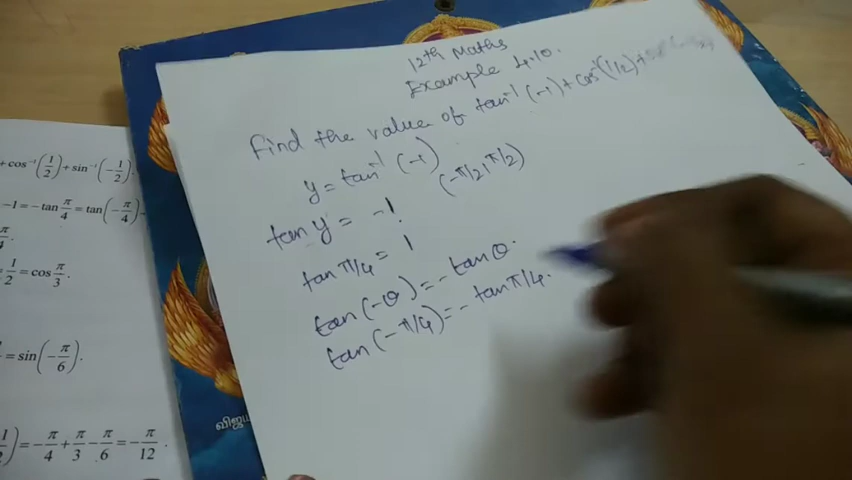 12th Maths
Example 4.10.
Find the value of tan⁻¹(-1) + cos⁻¹(1/2) +
y = tan⁻¹(-1)
(-π/2, π/2)
tan y = -1.
tan π/4 = 1
tan(-θ) = -tanθ.
tan(-π/4) = -tan π/4.
+ cos⁻¹(1/2) + sin⁻¹(-1/2).
-1 = -tan π/4 = tan(-π/4)
1/2 = cos π/3.
= sin(-π/6).
= -π/4 + π/3 - π/6 = -π/12.